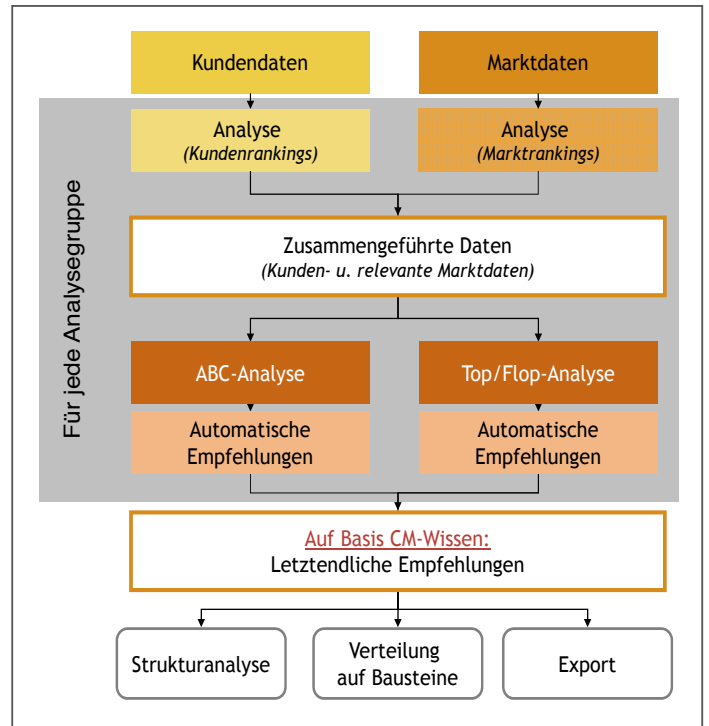 Kundendaten
Marktdaten
Analyse
(Kundenrankings)
Analyse
(Marktrankings)
Für jede Analysegruppe
Zusammengeführte Daten
(Kunden- u. relevante Marktdaten)
ABC-Analyse
Top/Flop-Analyse
Automatische
Empfehlungen
Automatische
Empfehlungen
Auf Basis CM-Wissen:
Letztendliche Empfehlungen
Strukturanalyse
Verteilung
auf Bausteine
Export